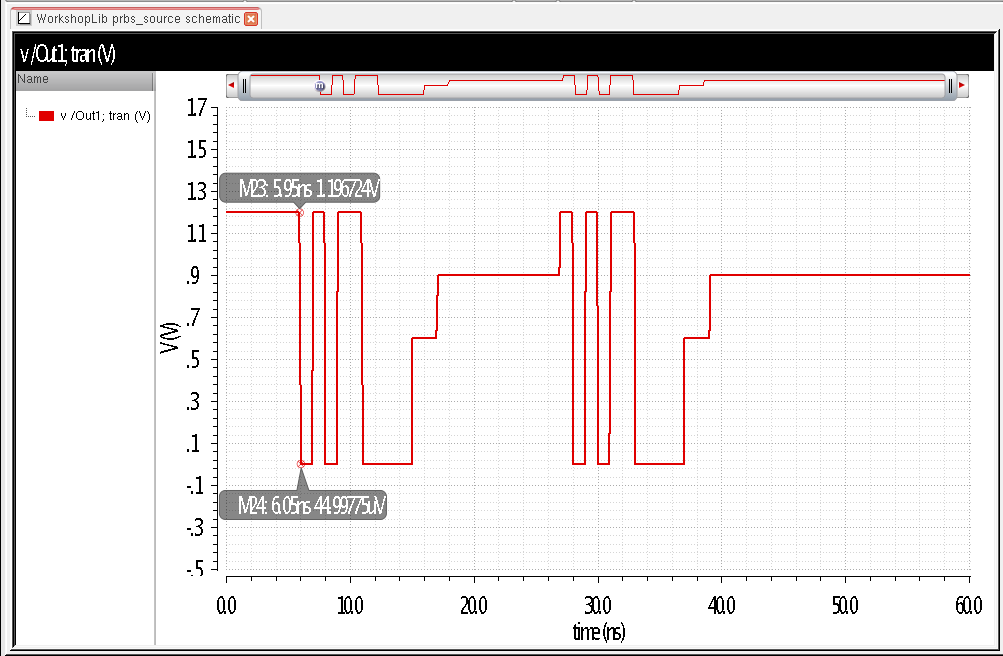 WorkshopLib prbs_source schematic
v /Out1; tran (V)
Name
v /Out1; tran (V)
M23: 5.95ns 1.196724V
M24: 6.05ns 44.99775uV
V (V)
1.7
1.5
1.3
1.1
.9
.7
.5
.3
.1
-.1
-.3
-.5
0.0 10.0 20.0 30.0 40.0 50.0 60.0
time (ns)